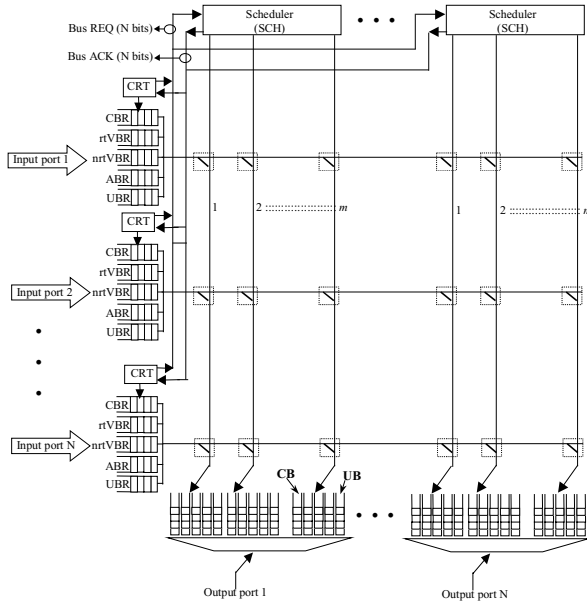 Bus REQ (N bits)
Scheduler
(SCH)
Scheduler
(SCH)
Bus ACK (N bits)
CRT
CBR
rtVBR
Input port 1
nrtVBR
ABR
UBR
1
2
m
1
2
m
CRT
CBR
rtVBR
Input port 2
nrtVBR
ABR
UBR
CRT
CBR
rtVBR
Input port N
nrtVBR
ABR
UBR
CB
UB
Output port 1
Output port N